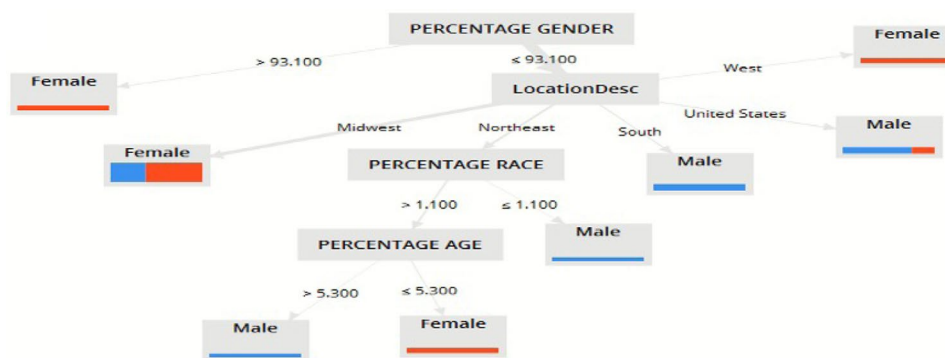 PERCENTAGE GENDER
> 93.100
≤ 93.100
Female
LocationDesc
West
Female
Midwest
Northeast
South
United States
Female
PERCENTAGE RACE
Male
Male
> 1.100
≤ 1.100
PERCENTAGE AGE
Male
> 5.300
≤ 5.300
Male
Female